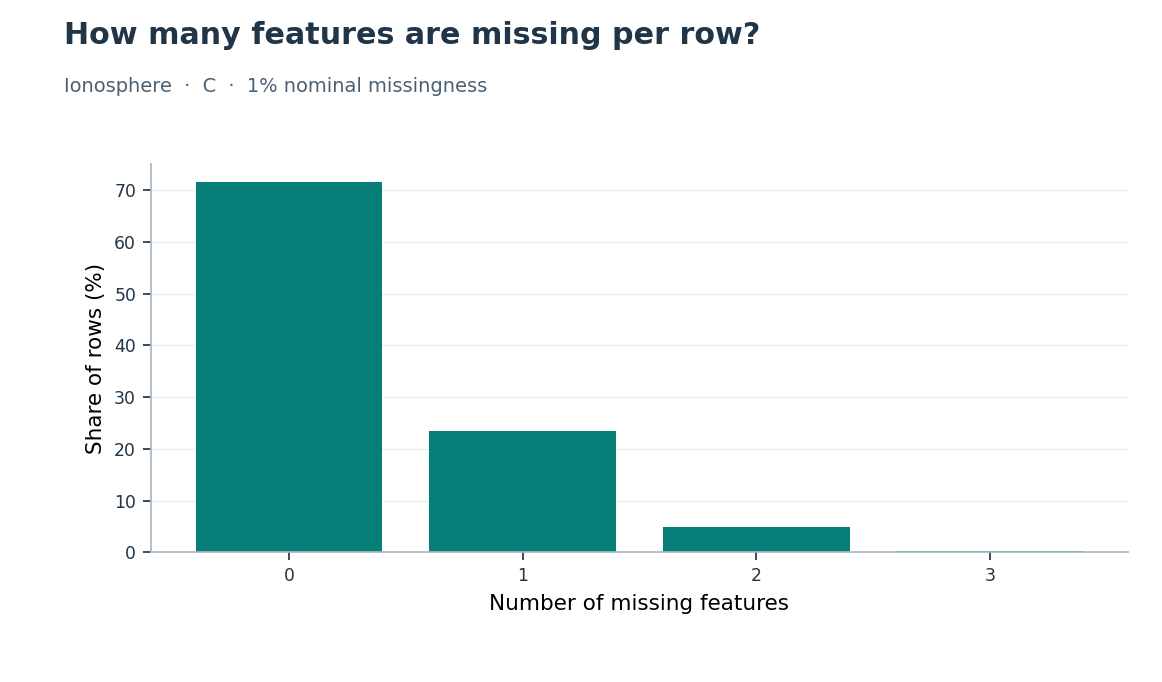 How many features are missing per row?
Ionosphere · C · 1% nominal missingness
Share of rows (%)
70
60
50
40
30
20
10
0
0 1 2 3
Number of missing features